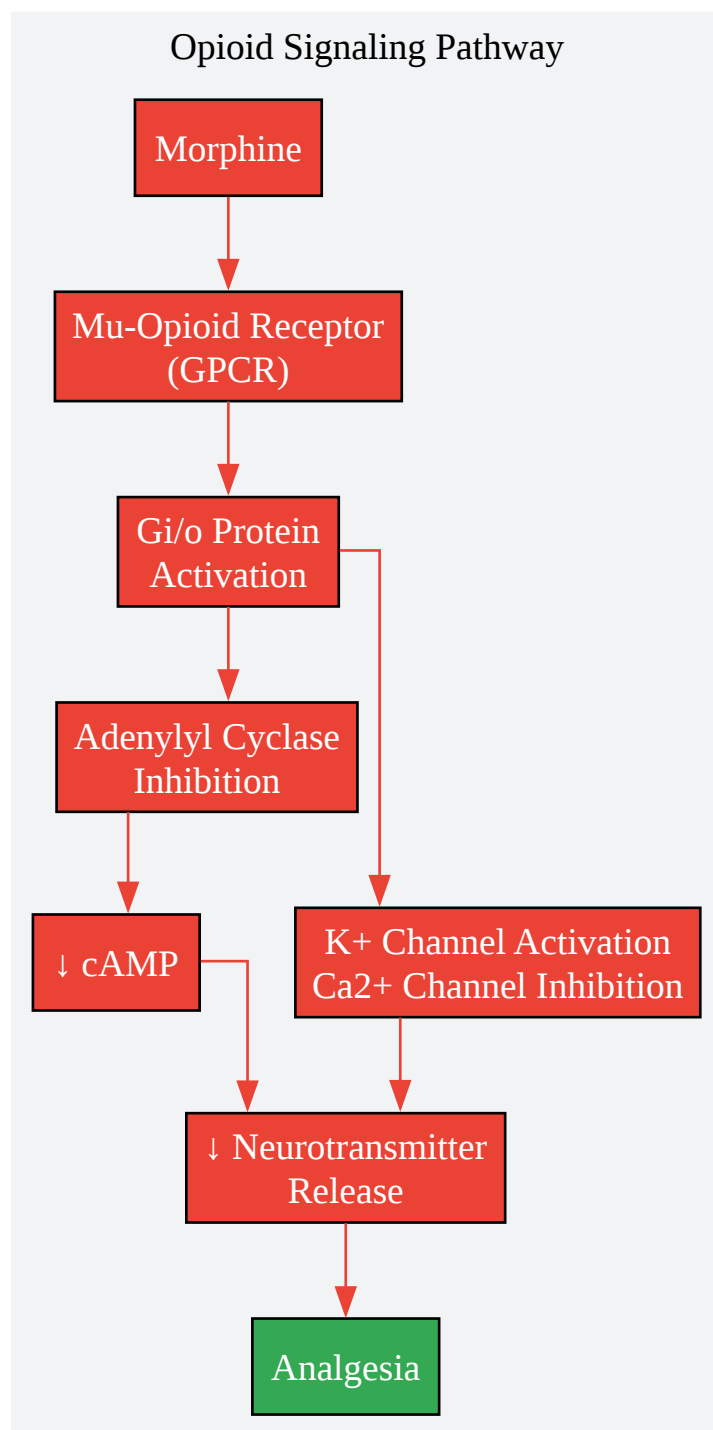 Opioid Signaling Pathway
Morphine
Mu-Opioid Receptor
(GPCR)
Gi/o Protein
Activation
Adenylyl Cyclase
Inhibition
↓ cAMP
K+ Channel Activation
Ca2+ Channel Inhibition
↓ Neurotransmitter
Release
Analgesia